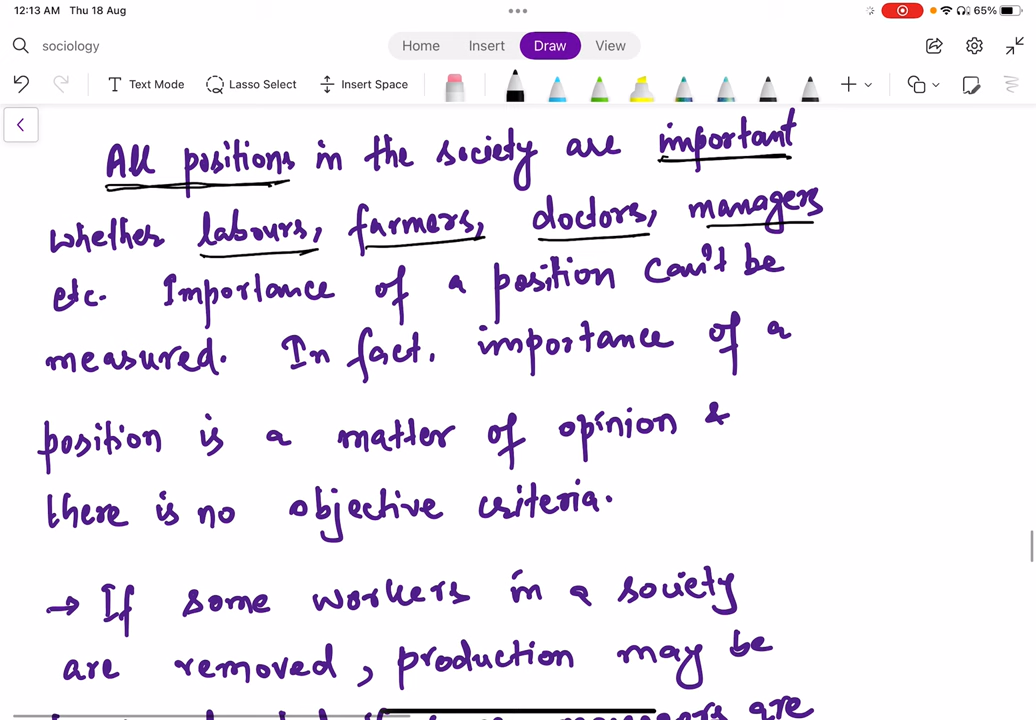 12:13 AM Thu 18 Aug
65%
sociology
Home Insert Draw View
Text Mode Lasso Select Insert Space
All positions in the society are important
whether labours, farmers, doctors, managers
etc. Importance of a position can't be
measured. In fact, importance of a
position is a matter of opinion &
there is no objective criteria.
→ If some workers in a society
are removed, production may be
are